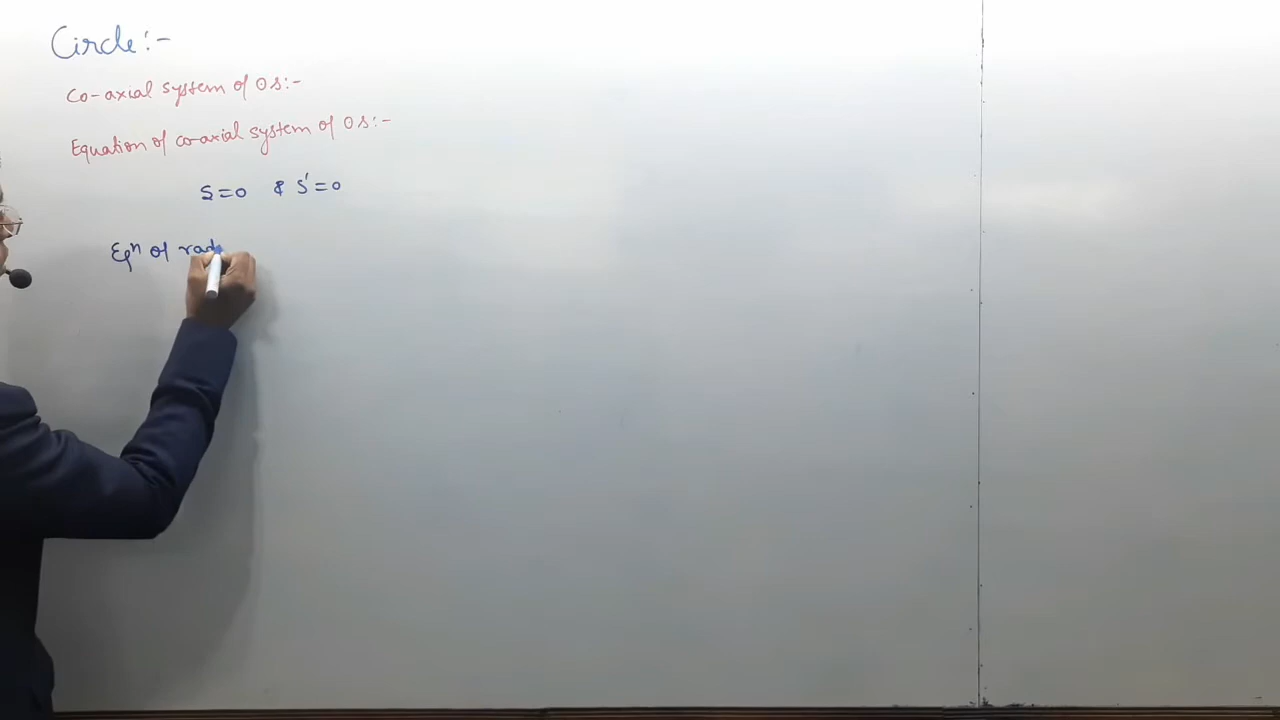 Circle:-
Co-axial system of Os:-
Equation of co-axial system of Os:-
S=0 & S'=0
Eqⁿ of rad